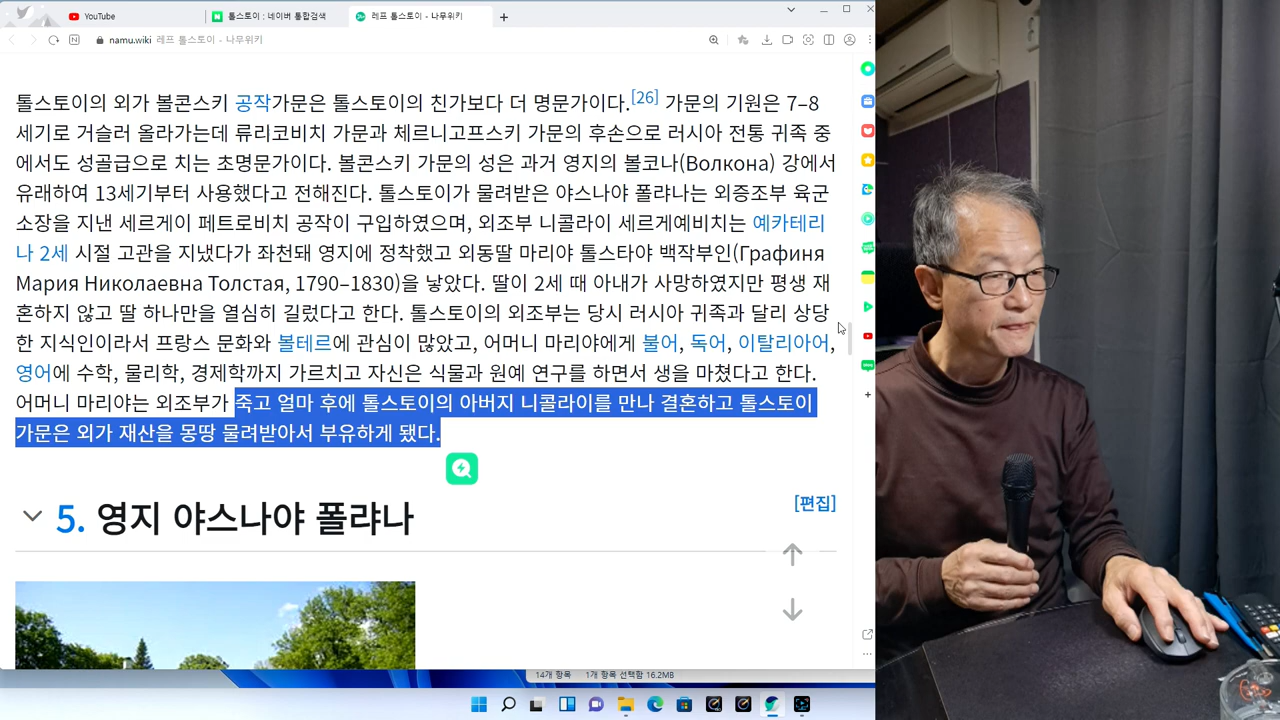 YouTube
톨스토이 : 네이버 통합검색
레프 톨스토이 - 나무위키
namu.wiki 레프 톨스토이 - 나무위키
톨스토이의 외가 볼콘스키 공작가문은 톨스토이의 친가보다 더 명문가이다.[26] 가문의 기원은 7–8
세기로 거슬러 올라가는데 류리코비치 가문과 체르니고프스키 가문의 후손으로 러시아 전통 귀족 중
에서도 성골급으로 치는 초명문가이다. 볼콘스키 가문의 성은 과거 영지의 볼코나(Волкона) 강에서
유래하여 13세기부터 사용했다고 전해진다. 톨스토이가 물려받은 야스나야 폴랴나는 외증조부 육군
소장을 지낸 세르게이 페트로비치 공작이 구입하였으며, 외조부 니콜라이 세르게예비치는 예카테리
나 2세 시절 고관을 지냈다가 좌천돼 영지에 정착했고 외동딸 마리야 톨스타야 백작부인(Графиня
Мария Николаевна Толстая, 1790–1830)을 낳았다. 딸이 2세 때 아내가 사망하였지만 평생 재
혼하지 않고 딸 하나만을 열심히 길렀다고 한다. 톨스토이의 외조부는 당시 러시아 귀족과 달리 상당
한 지식인이라서 프랑스 문화와 볼테르에 관심이 많았고, 어머니 마리야에게 불어, 독어, 이탈리아어,
영어에 수학, 물리학, 경제학까지 가르치고 자신은 식물과 원예 연구를 하면서 생을 마쳤다고 한다.
어머니 마리야는 외조부가 죽고 얼마 후에 톨스토이의 아버지 니콜라이를 만나 결혼하고 톨스토이
가문은 외가 재산을 몽땅 물려받아서 부유하게 됐다.
5. 영지 야스나야 폴랴나
[편집]
14개 항목 1개 항목 선택함 16.2MB